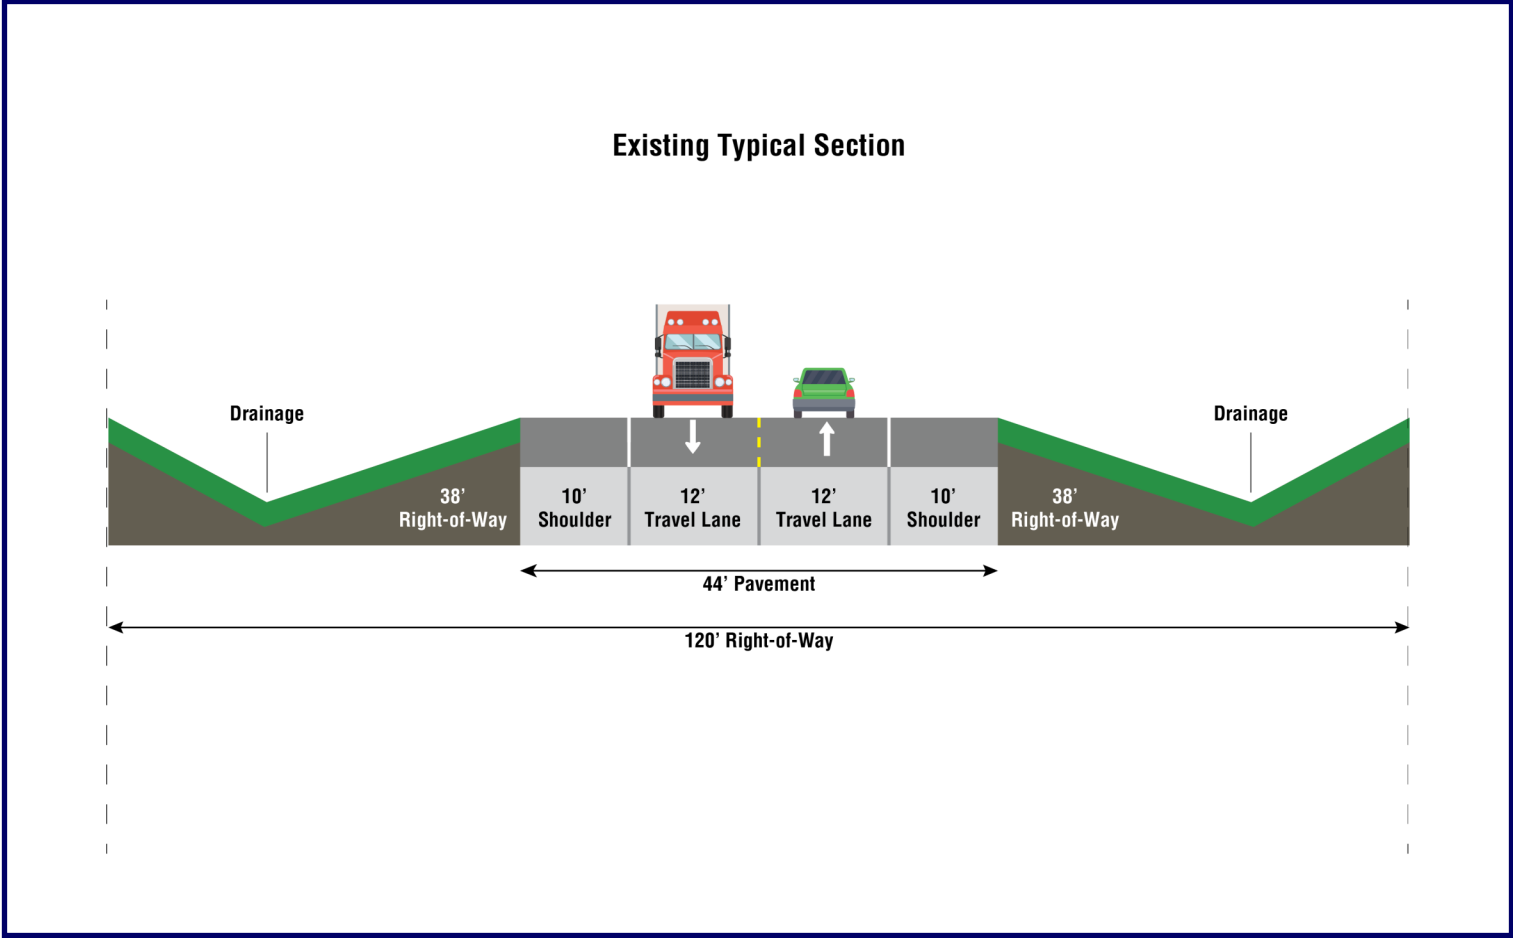 Existing Typical Section
Drainage
Drainage
38’
Right-of-Way
10’
Shoulder
12’
Travel Lane
12’
Travel Lane
10’
Shoulder
38’
Right-of-Way
44’ Pavement
120’ Right-of-Way